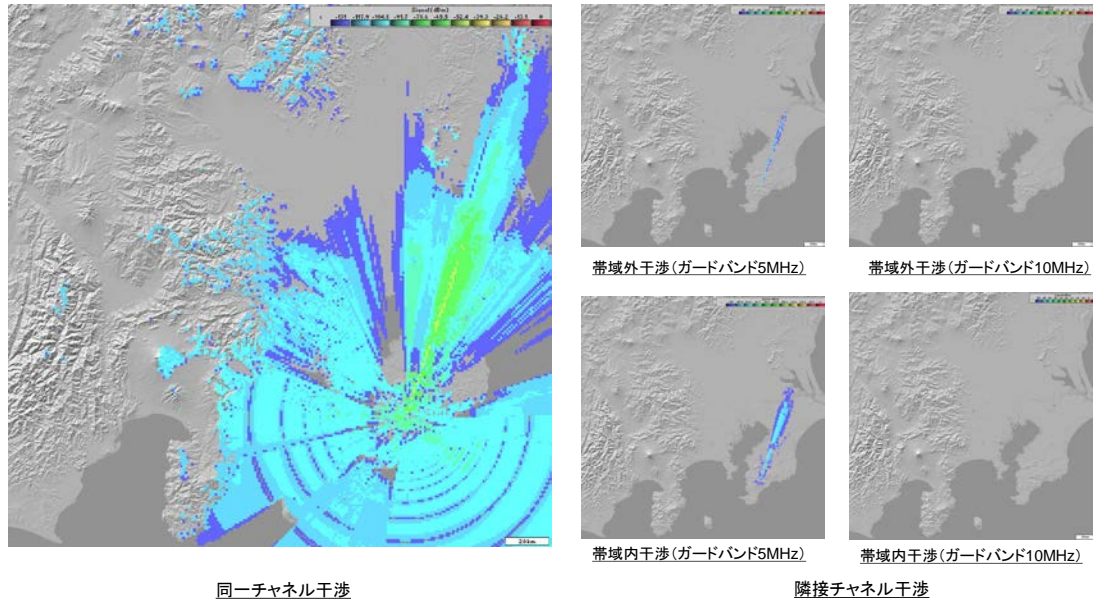 Signal [dBm]
20km
帯域外干渉(ガードバンド5MHz)
帯域外干渉(ガードバンド10MHz)
帯域内干渉(ガードバンド5MHz)
帯域内干渉(ガードバンド10MHz)
同一チャネル干渉
隣接チャネル干渉